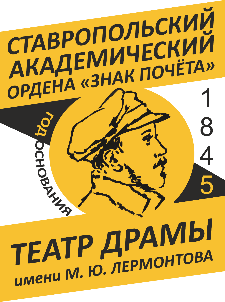 СТАВРОПОЛЬСКИЙ
АКАДЕМИЧЕСКИЙ
ОРДЕНА «ЗНАК ПОЧЁТА»
ГОД ОСНОВАНИЯ
1
8
4
5
ТЕАТР ДРАМЫ
имени М. Ю. ЛЕРМОНТОВА